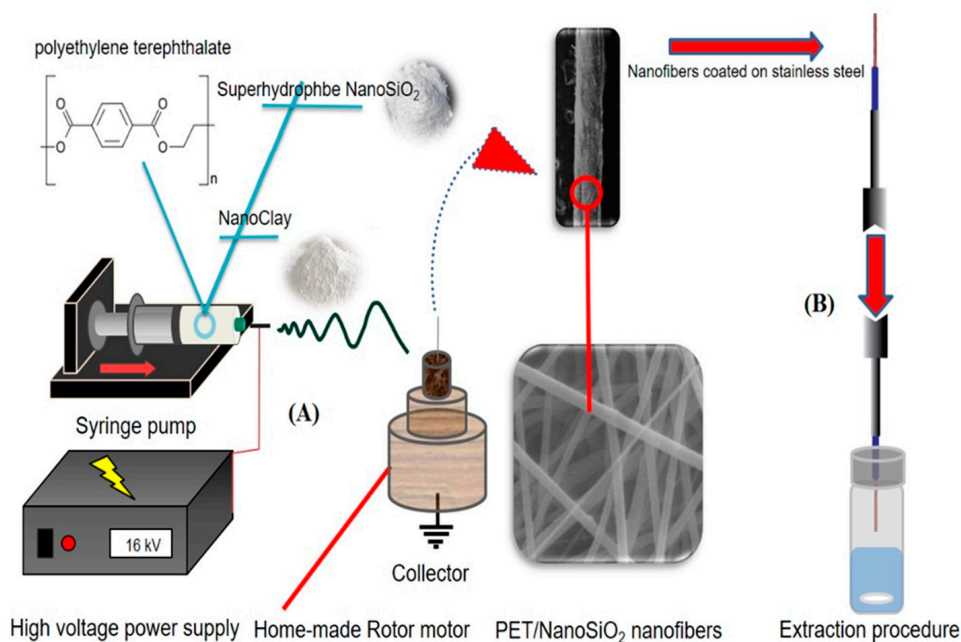 polyethylene terephthalate
O
O
O
O
n
Superhydrophbe NanoSiO₂
NanoClay
Nanofibers coated on stainless steel
(A)
(B)
Syringe pump
16 kV
Collector
High voltage power supply
Home-made Rotor motor
PET/NanoSiO₂ nanofibers
Extraction procedure